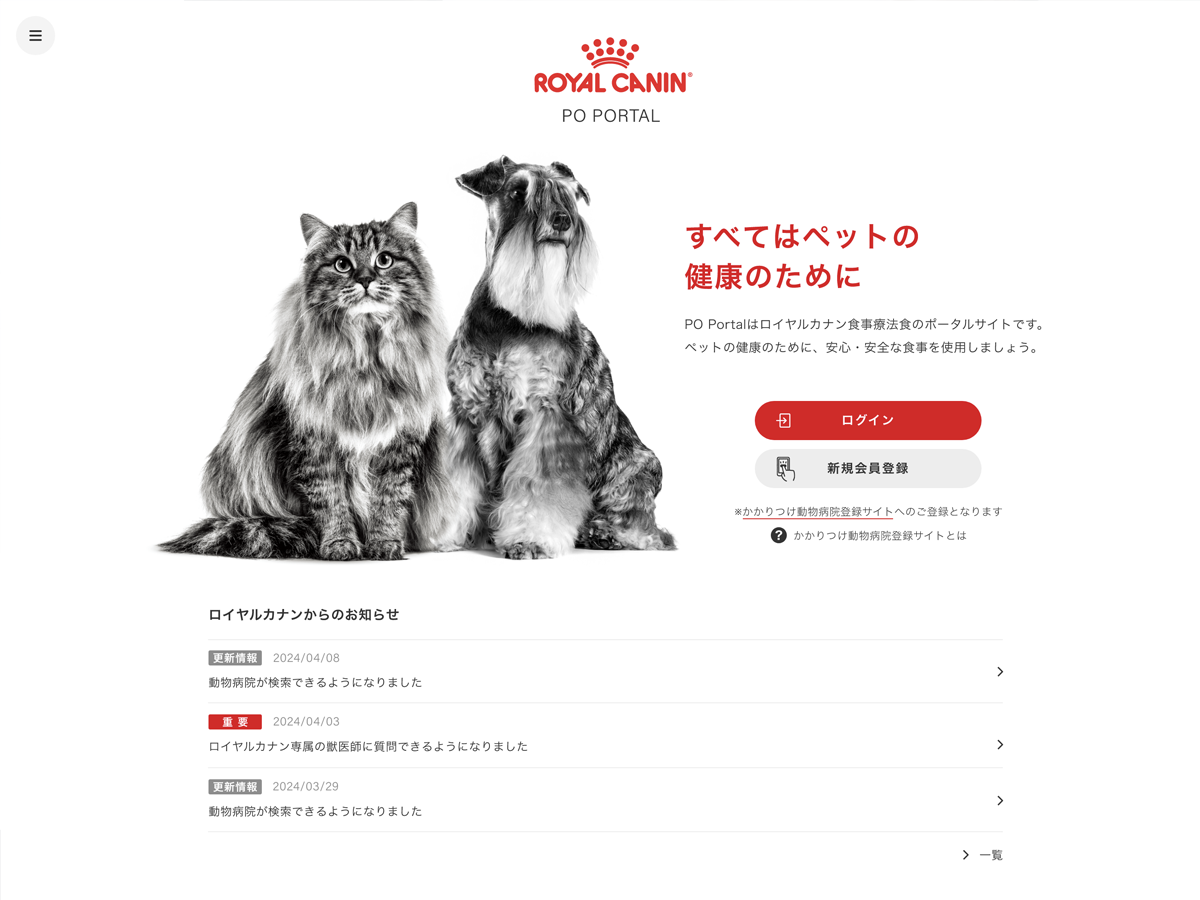 ROYAL CANIN®
PO PORTAL
すべてはペットの
健康のために
PO Portalはロイヤルカナン食事療法食のポータルサイトです。
ペットの健康のために、安心・安全な食事を使用しましょう。
ログイン
新規会員登録
※かかりつけ動物病院登録サイトへのご登録となります
? かかりつけ動物病院登録サイトとは
ロイヤルカナンからのお知らせ
更新情報 2024/04/08
動物病院が検索できるようになりました
重 要 2024/04/03
ロイヤルカナン専属の獣医師に質問できるようになりました
更新情報 2024/03/29
動物病院が検索できるようになりました
一覧